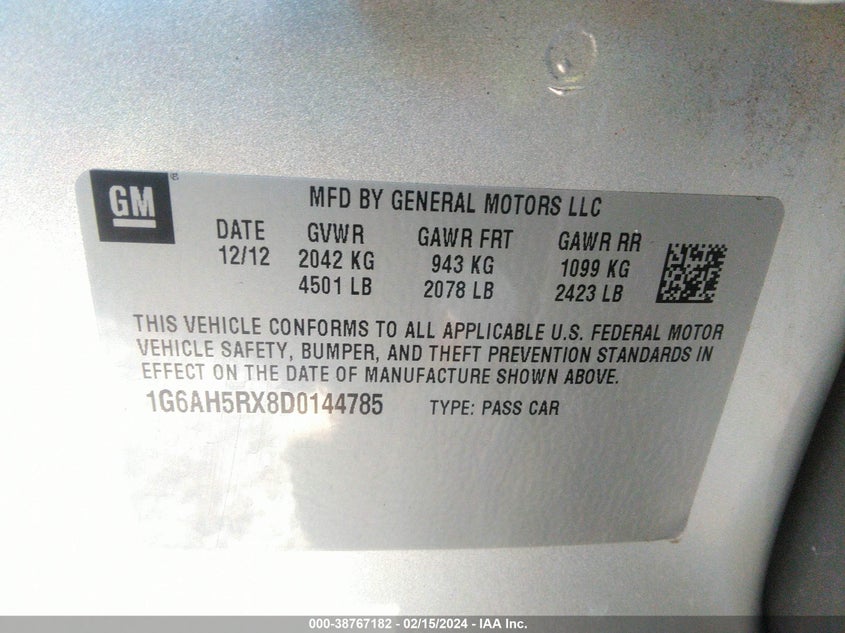 GM ®
MFD BY GENERAL MOTORS LLC
DATE GVWR GAWR FRT GAWR RR
12/12 2042 KG 943 KG 1099 KG
4501 LB 2078 LB 2423 LB
THIS VEHICLE CONFORMS TO ALL APPLICABLE U.S. FEDERAL MOTOR
VEHICLE SAFETY, BUMPER, AND THEFT PREVENTION STANDARDS IN
EFFECT ON THE DATE OF MANUFACTURE SHOWN ABOVE.
1G6AH5RX8D0144785 TYPE: PASS CAR
000-38767182 - 02/15/2024 - IAA Inc.